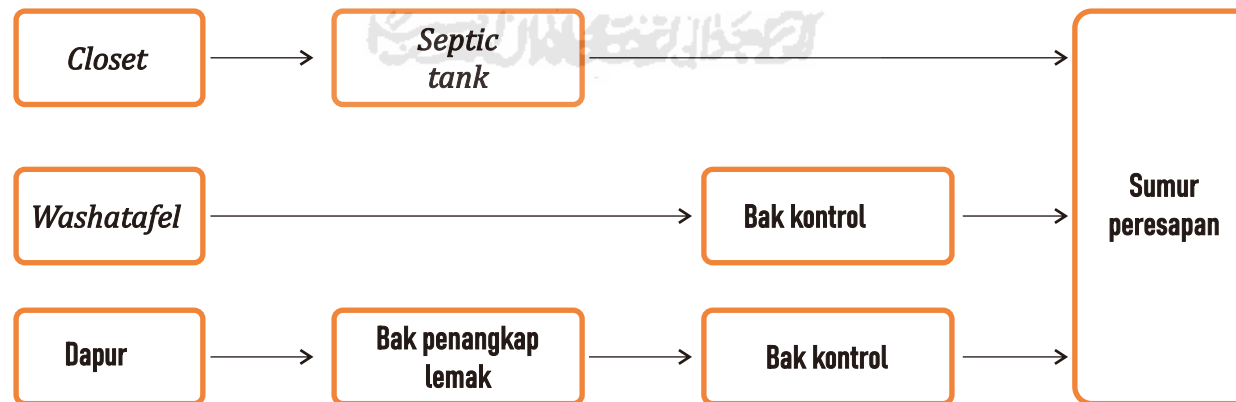 Closet
Septic
tank
Washatafel
Bak kontrol
Sumur
peresapan
Dapur
Bak penangkap
lemak
Bak kontrol